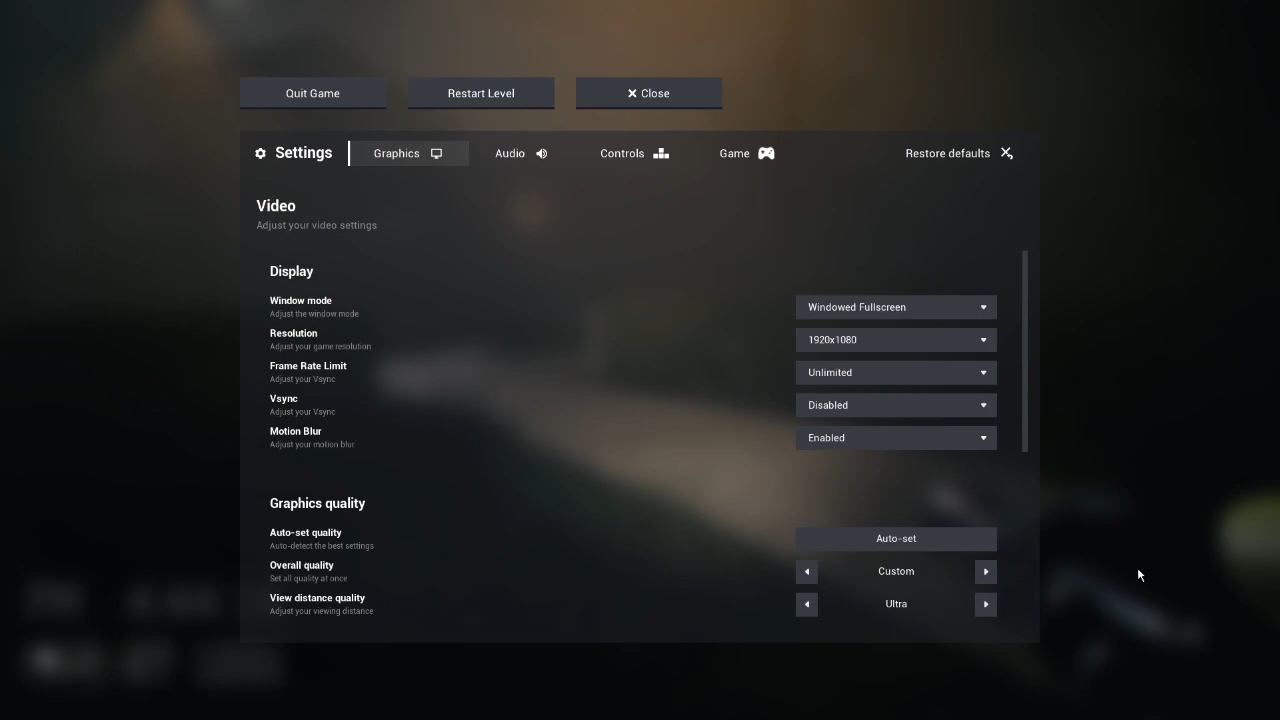 Quit Game
Restart Level
Close
Settings
Graphics
Audio
Controls
Game
Restore defaults
Video
Adjust your video settings
Display
Window mode
Adjust the window mode
Windowed Fullscreen
Resolution
Adjust your game resolution
1920x1080
Frame Rate Limit
Adjust your Vsync
Unlimited
Vsync
Adjust your Vsync
Disabled
Motion Blur
Adjust your motion blur
Enabled
Graphics quality
Auto-set quality
Auto-detect the best settings
Auto-set
Overall quality
Set all quality at once
Custom
View distance quality
Adjust your viewing distance
Ultra